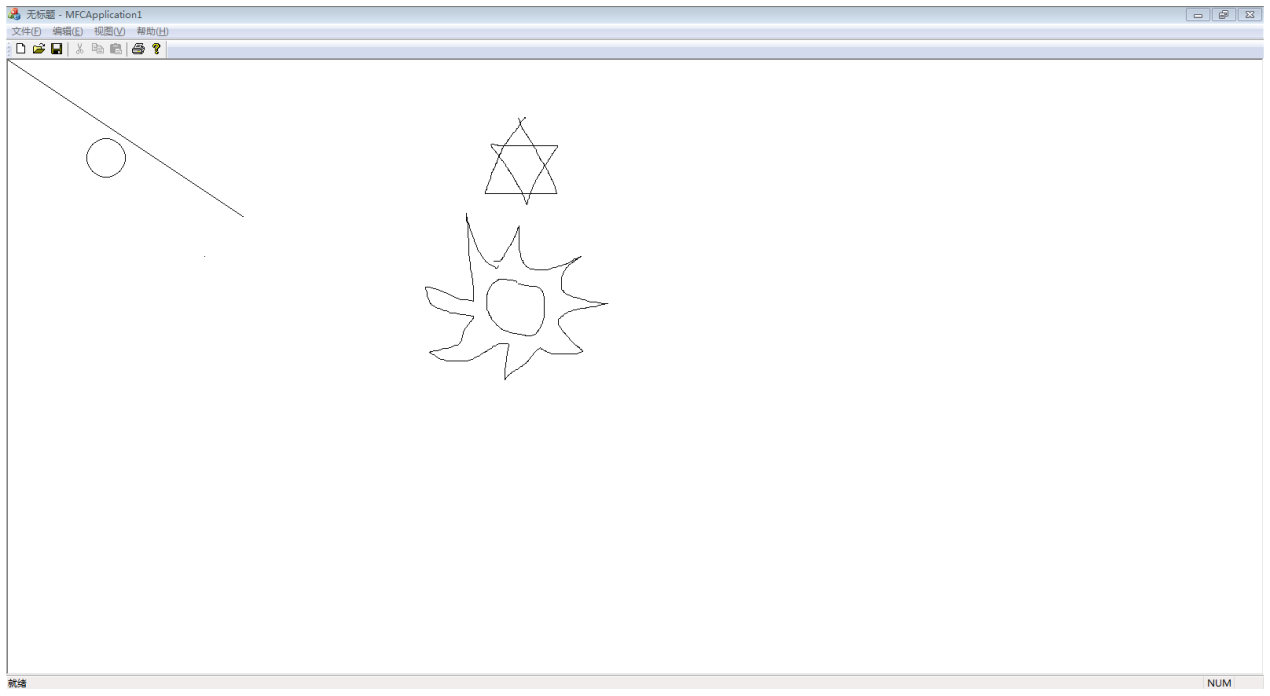 无标题 - MFCApplication1
文件(F) 编辑(E) 视图(V) 帮助(H)
就绪 NUM